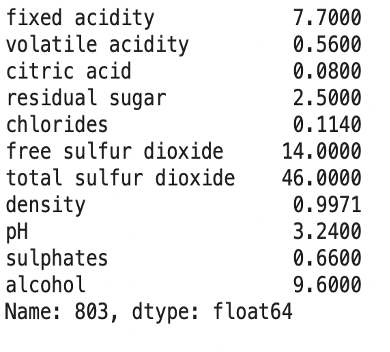 fixed acidity 7.7000
volatile acidity 0.5600
citric acid 0.0800
residual sugar 2.5000
chlorides 0.1140
free sulfur dioxide 14.0000
total sulfur dioxide 46.0000
density 0.9971
pH 3.2400
sulphates 0.6600
alcohol 9.6000
Name: 803, dtype: float64